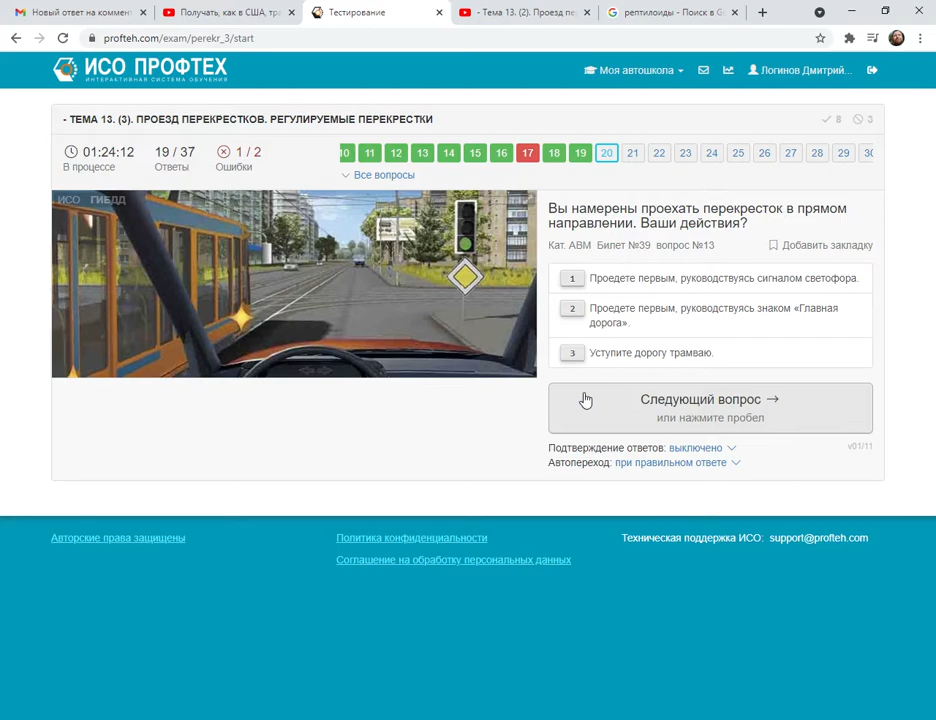 Новый ответ на коммент
Получать, как в США, тра
Тестирование
- Тема 13. (2). Проезд пе
рептилоиды - Поиск в G
profteh.com/exam/perekr_3/start
ИСО ПРОФТЕХ
ИНТЕРАКТИВНАЯ СИСТЕМА ОБУЧЕНИЯ
Моя автошкола
Логинов Дмитрий...
- ТЕМА 13. (3). ПРОЕЗД ПЕРЕКРЕСТКОВ. РЕГУЛИРУЕМЫЕ ПЕРЕКРЕСТКИ
8 3
01:24:12 19 / 37 1 / 2
В процессе Ответы Ошибки
10 11 12 13 14 15 16 17 18 19 20 21 22 23 24 25 26 27 28 29 30
Все вопросы
ИСО ГИБДД
Вы намерены проехать перекресток в прямом
направлении. Ваши действия?
Кат. АВМ Билет №39 вопрос №13 Добавить закладку
1 Проедете первым, руководствуясь сигналом светофора.
2 Проедете первым, руководствуясь знаком «Главная
дорога».
3 Уступите дорогу трамваю.
Следующий вопрос →
или нажмите пробел
Подтверждение ответов: выключено
v01/11
Автопереход: при правильном ответе
Авторские права защищены
Политика конфиденциальности
Соглашение на обработку персональных данных
Техническая поддержка ИСО: support@profteh.com